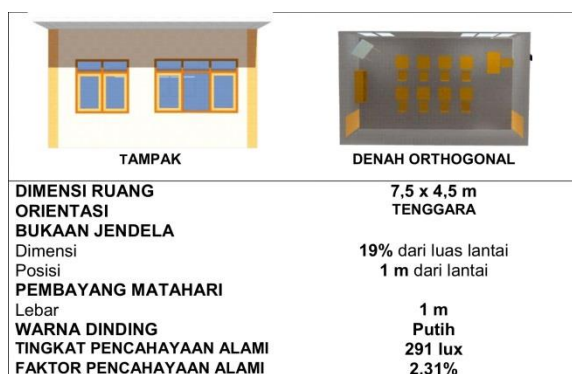 TAMPAK DENAH ORTHOGONAL
DIMENSI RUANG 7,5 x 4,5 m
ORIENTASI TENGGARA
BUKAAN JENDELA
Dimensi 19% dari luas lantai
Posisi 1 m dari lantai
PEMBAYANG MATAHARI
Lebar 1 m
WARNA DINDING Putih
TINGKAT PENCAHAYAAN ALAMI 291 lux
FAKTOR PENCAHAYAAN ALAMI 2,31%